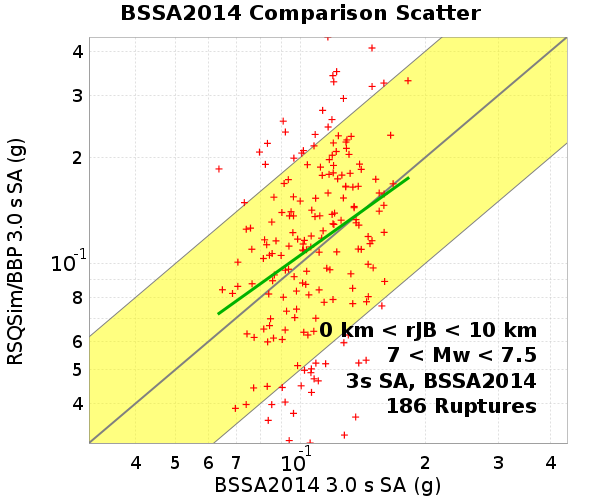 BSSA2014 Comparison Scatter
RSQSim/BBP 3.0 s SA (g)
4
3
2
10^-1
8
6
5
4
0 km < rJB < 10 km
7 < Mw < 7.5
3s SA, BSSA2014
186 Ruptures
4 5 6 7 10^-1 2 3 4
BSSA2014 3.0 s SA (g)